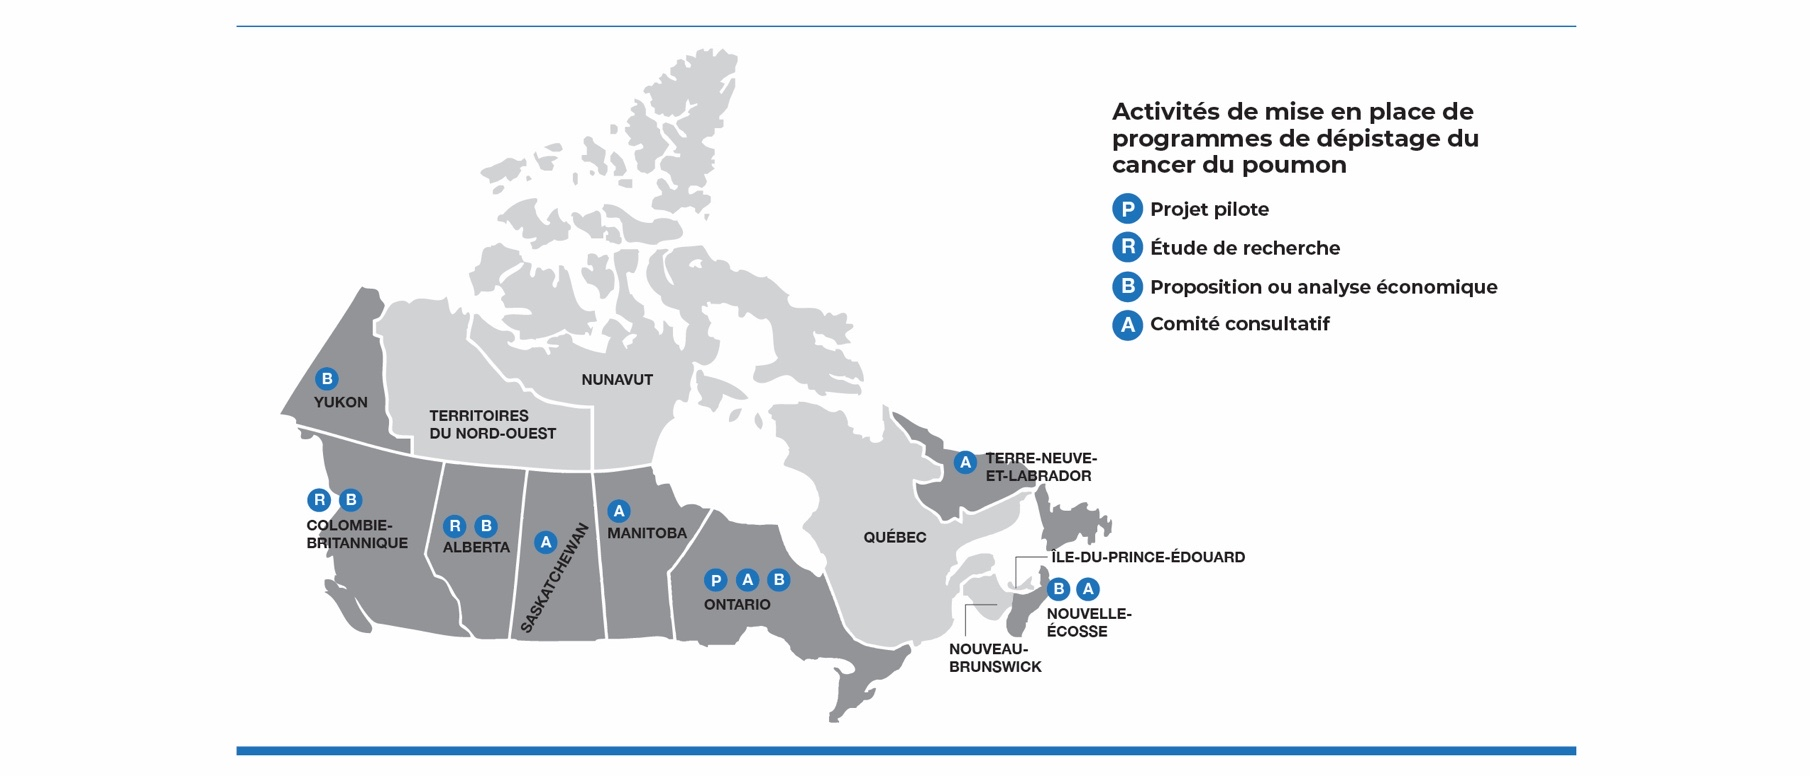 Activités de mise en place de
programmes de dépistage du
cancer du poumon
P Projet pilote
R Étude de recherche
B Proposition ou analyse économique
A Comité consultatif
NUNAVUT
B
YUKON
TERRITOIRES
DU NORD-OUEST
A TERRE-NEUVE-
ET-LABRADOR
R B
COLOMBIE-
BRITANNIQUE
R B
ALBERTA
A
SASKATCHEWAN
A
MANITOBA
P A B
ONTARIO
QUÉBEC
ÎLE-DU-PRINCE-ÉDOUARD
B A
NOUVELLE-
ÉCOSSE
NOUVEAU-
BRUNSWICK